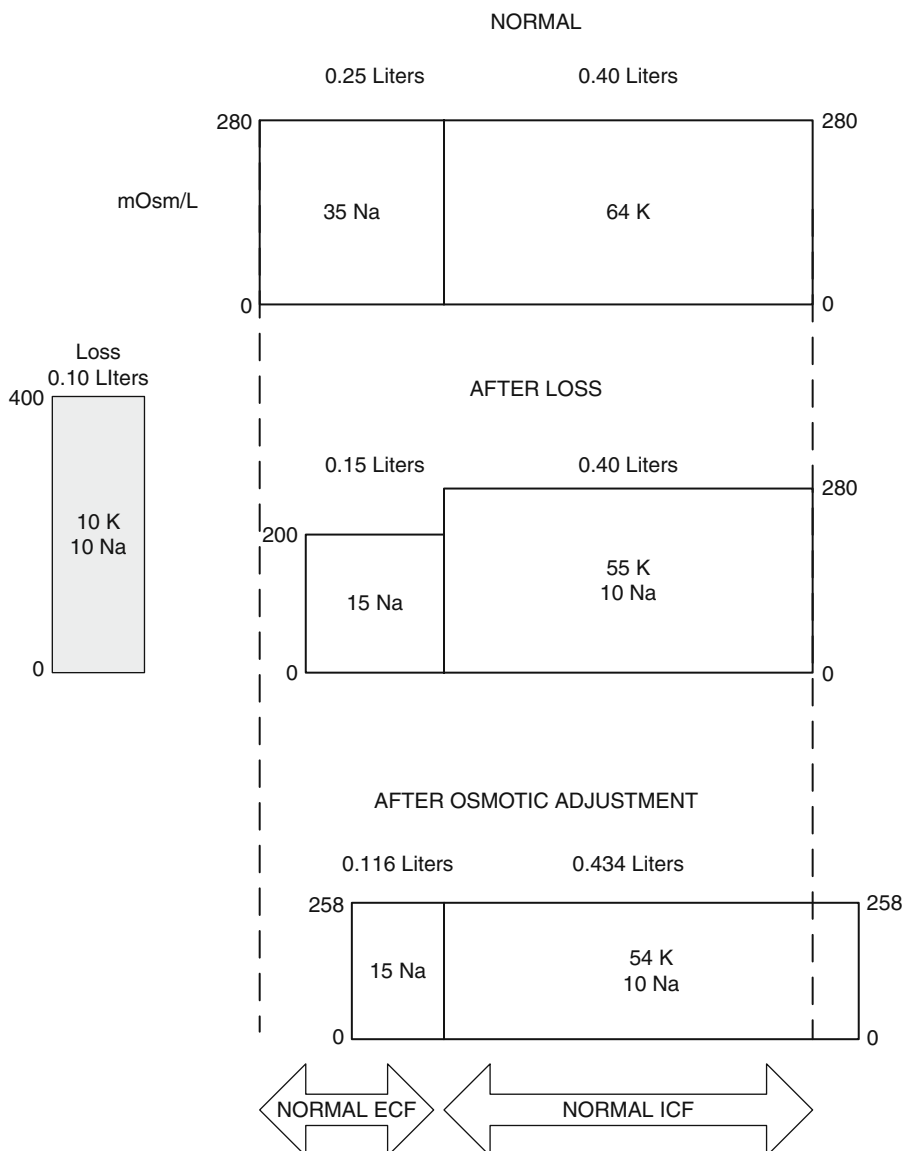 NORMAL
0.25 Liters 0.40 Liters
280 280
mOsm/L
35 Na 64 K
0 0
Loss
0.10 LIters
400
10 K
10 Na
0
AFTER LOSS
0.15 Liters 0.40 Liters
280
200
55 K
10 Na
15 Na
0 0
AFTER OSMOTIC ADJUSTMENT
0.116 Liters 0.434 Liters
258 258
54 K
15 Na
10 Na
0 0
NORMAL ECF NORMAL ICF